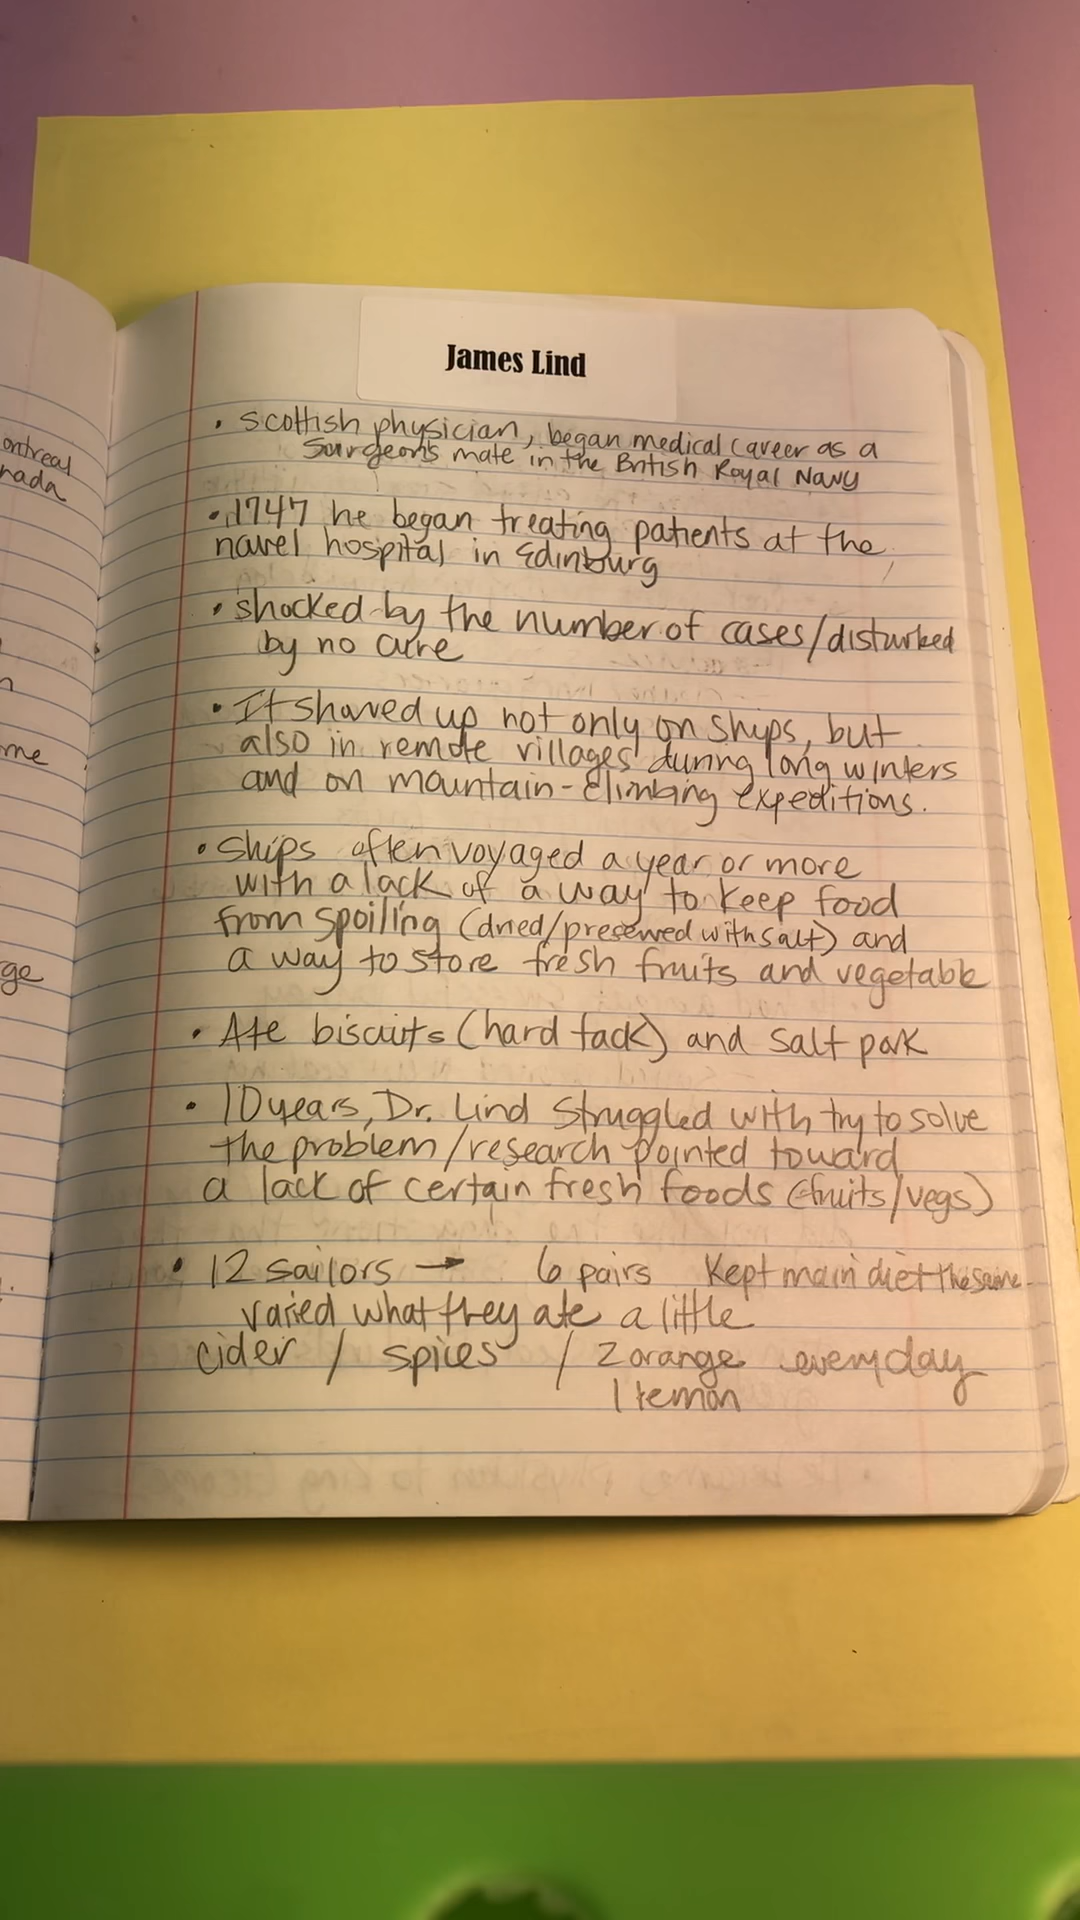 James Lind
• Scottish physician, began medical career as a
Surgeon's mate in the British Royal Navy
• 1747 he began treating patients at the
navel hospital in Edinburg
• shocked by the number of cases/disturbed
by no cure
• It showed up not only on ships, but
also in remote villages during long winters
and on mountain-climbing expeditions.
• Ships often voyaged a year or more
with a lack of a way to keep food
from spoiling (dried/preserved with salt) and
a way to store fresh fruits and vegetable
• Ate biscuits (hard tack) and salt pork
• 10 years, Dr. Lind struggled with try to solve
the problem/research pointed toward
a lack of certain fresh foods (fruits/vegs)
• 12 sailors → 6 pairs Kept main diet the same
varied what they ate a little
cider / spices / 2 orange everyday
1 lemon
ontreal
nada
me
ge